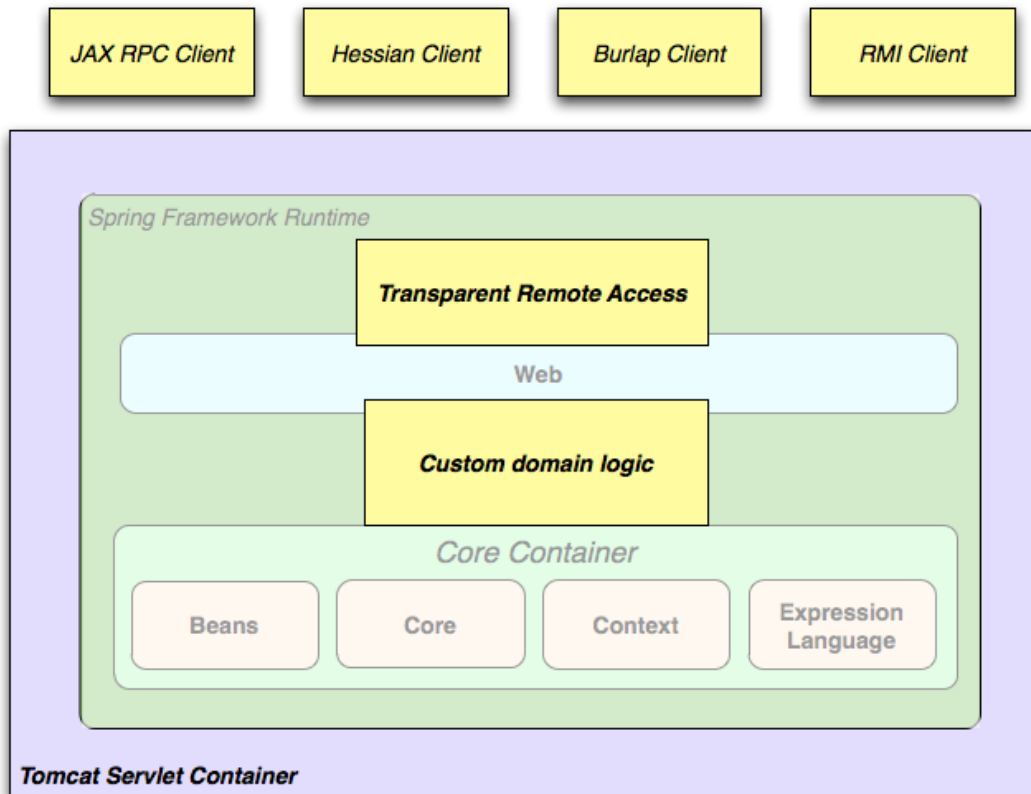 JAX RPC Client
Hessian Client
Burlap Client
RMI Client
Spring Framework Runtime
Transparent Remote Access
Web
Custom domain logic
Core Container
Beans
Core
Context
Expression
Language
Tomcat Servlet Container